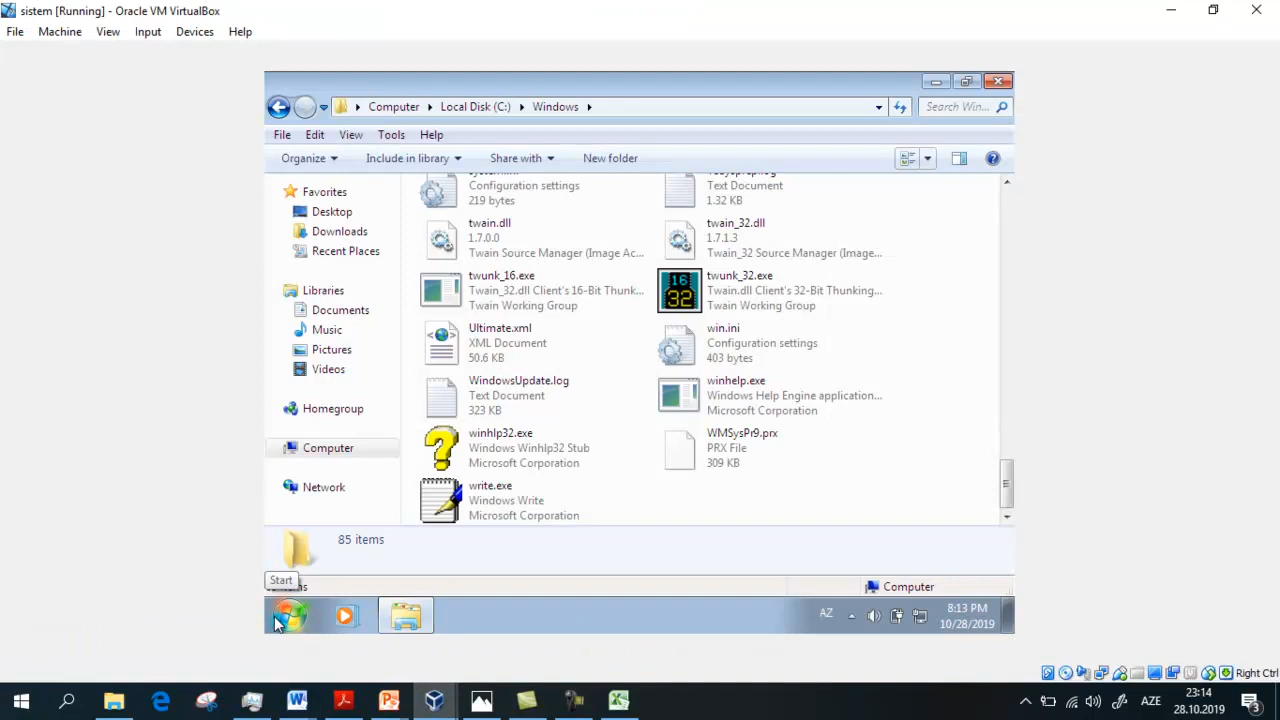 sistem [Running] - Oracle VM VirtualBox
File Machine View Input Devices Help
Computer Local Disk (C:) Windows
Search Win...
File Edit View Tools Help
Organize Include in library Share with New folder
Favorites
Desktop
Downloads
Recent Places
Libraries
Documents
Music
Pictures
Videos
Homegroup
Computer
Network
Configuration settings
219 bytes
Text Document
1.32 KB
twain.dll
1.7.0.0
Twain Source Manager (Image Ac...
twain_32.dll
1.7.1.3
Twain_32 Source Manager (Image...
twunk_16.exe
Twain_32.dll Client's 16-Bit Thunk...
Twain Working Group
16
32
twunk_32.exe
Twain.dll Client's 32-Bit Thunking...
Twain Working Group
Ultimate.xml
XML Document
50.6 KB
win.ini
Configuration settings
403 bytes
WindowsUpdate.log
Text Document
323 KB
winhelp.exe
Windows Help Engine application...
Microsoft Corporation
winhlp32.exe
Windows Winhlp32 Stub
Microsoft Corporation
WMSysPr9.prx
PRX File
309 KB
write.exe
Windows Write
Microsoft Corporation
85 items
Start
Computer
AZ
8:13 PM
10/28/2019
Right Ctrl
AZE
23:14
28.10.2019
3